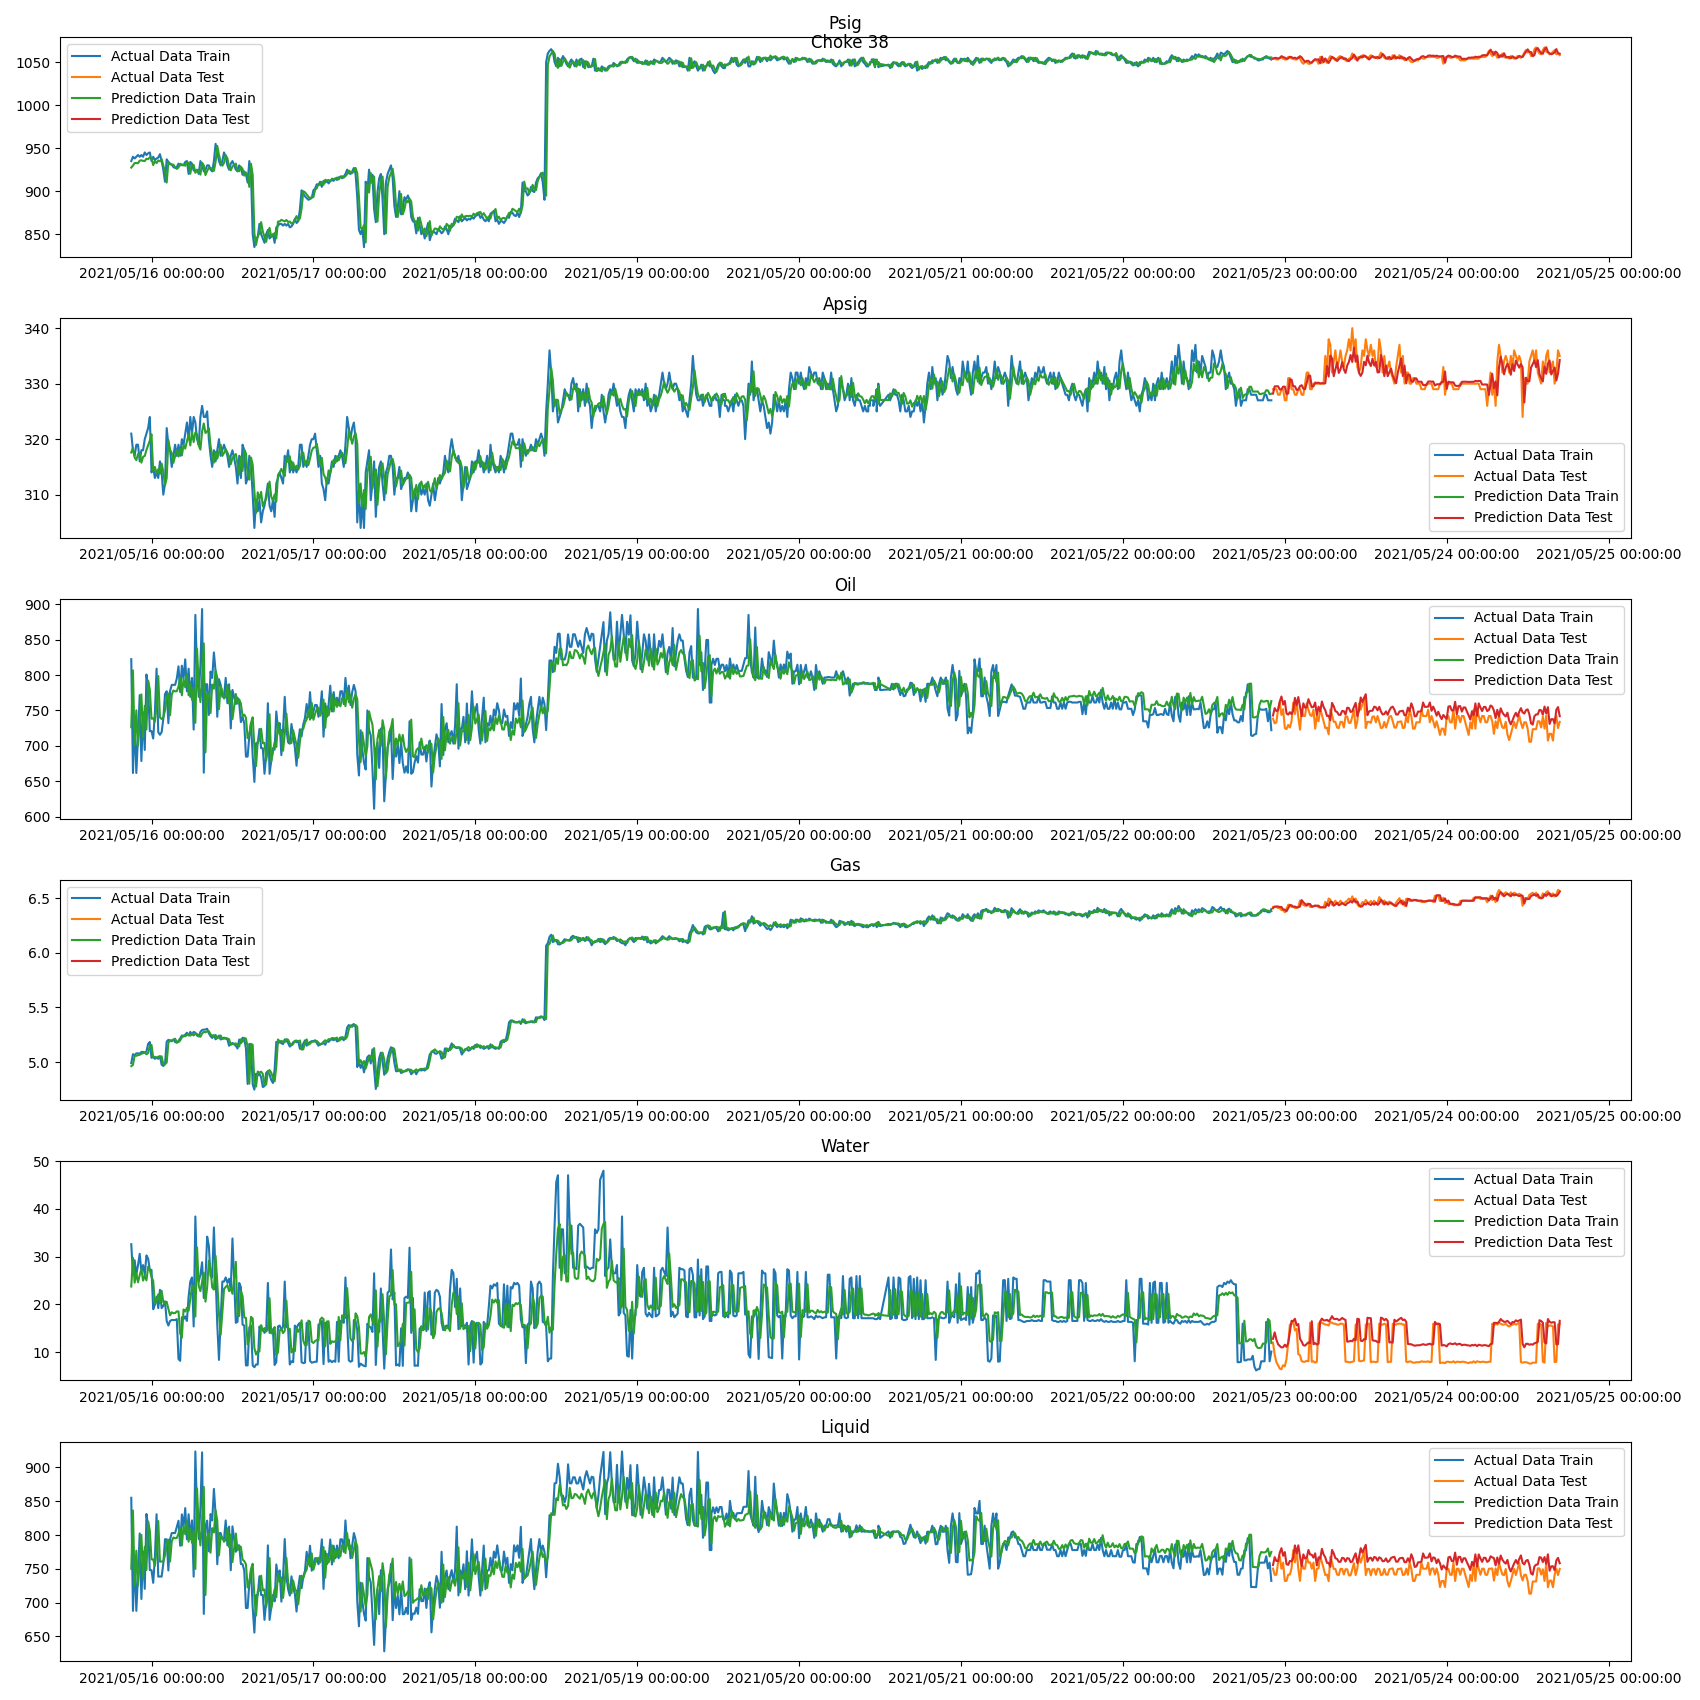 Psig
Choke 38
Actual Data Train
Actual Data Test
Prediction Data Train
Prediction Data Test
1050
1000
950
900
850
2021/05/16 00:00:00 2021/05/17 00:00:00 2021/05/18 00:00:00 2021/05/19 00:00:00 2021/05/20 00:00:00 2021/05/21 00:00:00 2021/05/22 00:00:00 2021/05/23 00:00:00 2021/05/24 00:00:00 2021/05/25 00:00:00
Apsig
340
330
320
310
Actual Data Train
Actual Data Test
Prediction Data Train
Prediction Data Test
2021/05/16 00:00:00 2021/05/17 00:00:00 2021/05/18 00:00:00 2021/05/19 00:00:00 2021/05/20 00:00:00 2021/05/21 00:00:00 2021/05/22 00:00:00 2021/05/23 00:00:00 2021/05/24 00:00:00 2021/05/25 00:00:00
Oil
900
850
800
750
700
650
600
Actual Data Train
Actual Data Test
Prediction Data Train
Prediction Data Test
2021/05/16 00:00:00 2021/05/17 00:00:00 2021/05/18 00:00:00 2021/05/19 00:00:00 2021/05/20 00:00:00 2021/05/21 00:00:00 2021/05/22 00:00:00 2021/05/23 00:00:00 2021/05/24 00:00:00 2021/05/25 00:00:00
Gas
6.5
6.0
5.5
5.0
Actual Data Train
Actual Data Test
Prediction Data Train
Prediction Data Test
2021/05/16 00:00:00 2021/05/17 00:00:00 2021/05/18 00:00:00 2021/05/19 00:00:00 2021/05/20 00:00:00 2021/05/21 00:00:00 2021/05/22 00:00:00 2021/05/23 00:00:00 2021/05/24 00:00:00 2021/05/25 00:00:00
Water
50
40
30
20
10
Actual Data Train
Actual Data Test
Prediction Data Train
Prediction Data Test
2021/05/16 00:00:00 2021/05/17 00:00:00 2021/05/18 00:00:00 2021/05/19 00:00:00 2021/05/20 00:00:00 2021/05/21 00:00:00 2021/05/22 00:00:00 2021/05/23 00:00:00 2021/05/24 00:00:00 2021/05/25 00:00:00
Liquid
900
850
800
750
700
650
Actual Data Train
Actual Data Test
Prediction Data Train
Prediction Data Test
2021/05/16 00:00:00 2021/05/17 00:00:00 2021/05/18 00:00:00 2021/05/19 00:00:00 2021/05/20 00:00:00 2021/05/21 00:00:00 2021/05/22 00:00:00 2021/05/23 00:00:00 2021/05/24 00:00:00 2021/05/25 00:00:00